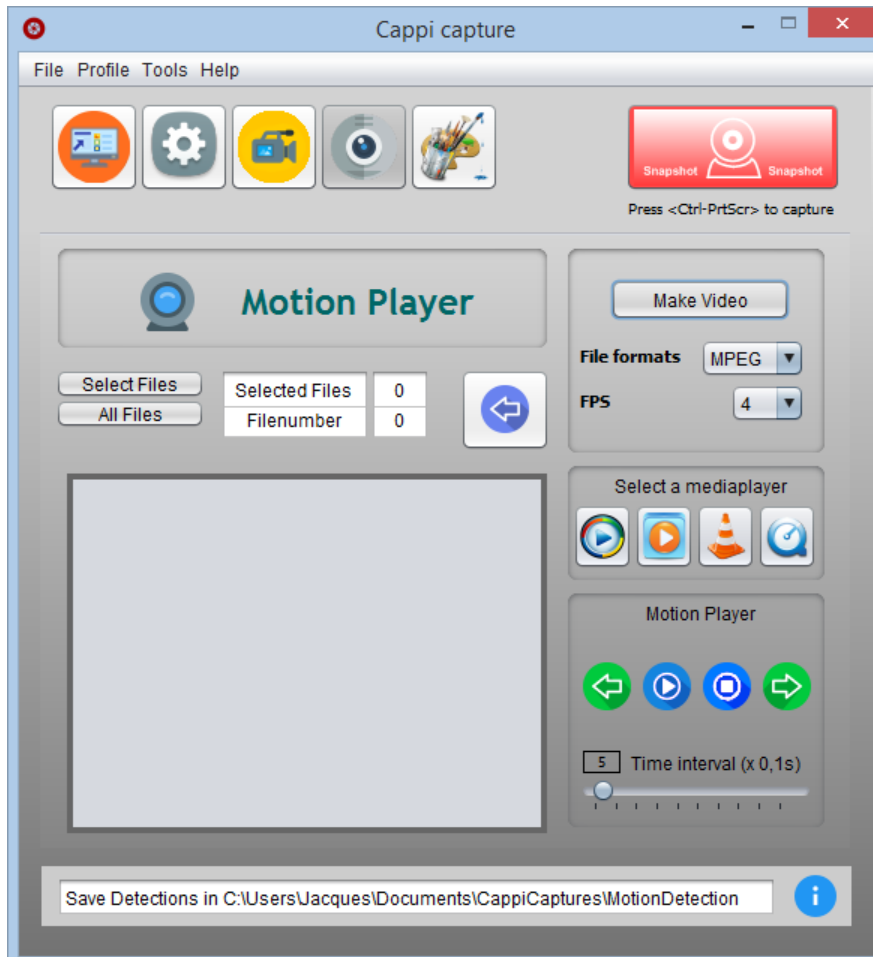 Cappi capture
File Profile Tools Help
Snapshot Snapshot
Press <Ctrl-PrtScr> to capture
Motion Player
Make Video
File formats MPEG
FPS 4
Select Files
All Files
Selected Files 0
Filenumber 0
Select a mediaplayer
Motion Player
5 Time interval (x 0,1s)
Save Detections in C:\Users\Jacques\Documents\CappiCaptures\MotionDetection